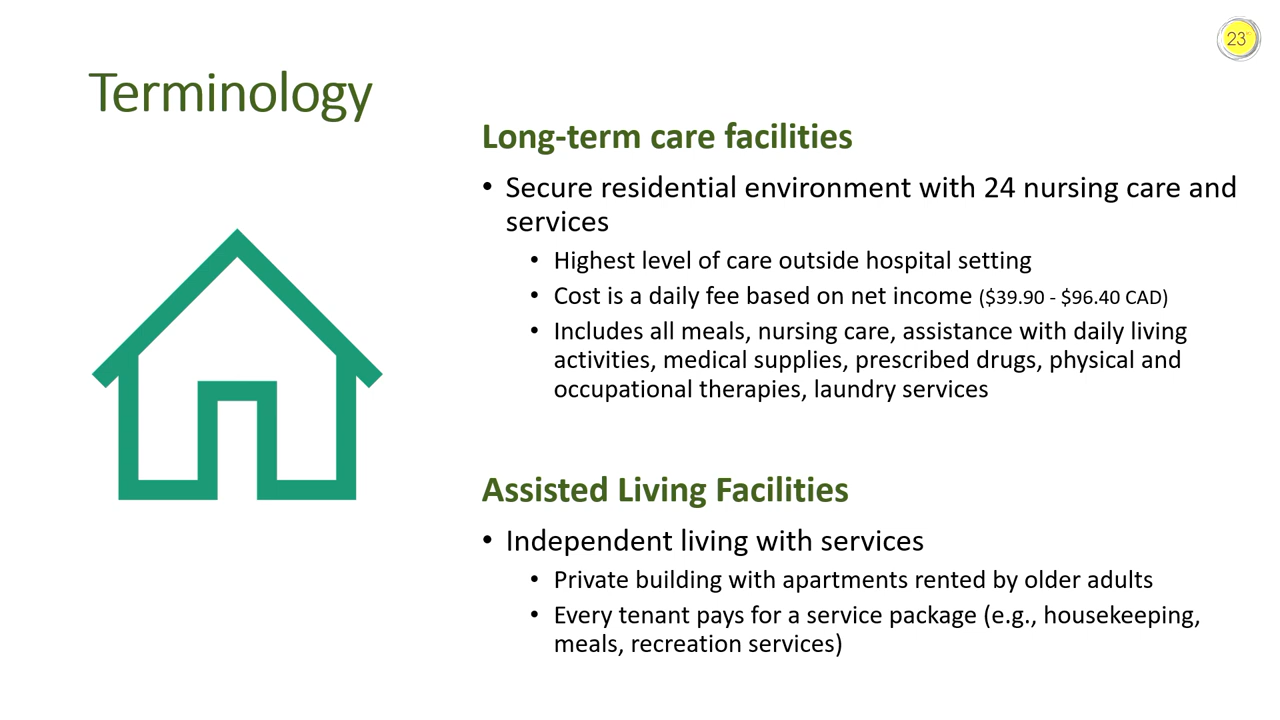 23
Terminology
Long-term care facilities
• Secure residential environment with 24 nursing care and
services
• Highest level of care outside hospital setting
• Cost is a daily fee based on net income ($39.90 - $96.40 CAD)
• Includes all meals, nursing care, assistance with daily living
activities, medical supplies, prescribed drugs, physical and
occupational therapies, laundry services
Assisted Living Facilities
• Independent living with services
• Private building with apartments rented by older adults
• Every tenant pays for a service package (e.g., housekeeping,
meals, recreation services)